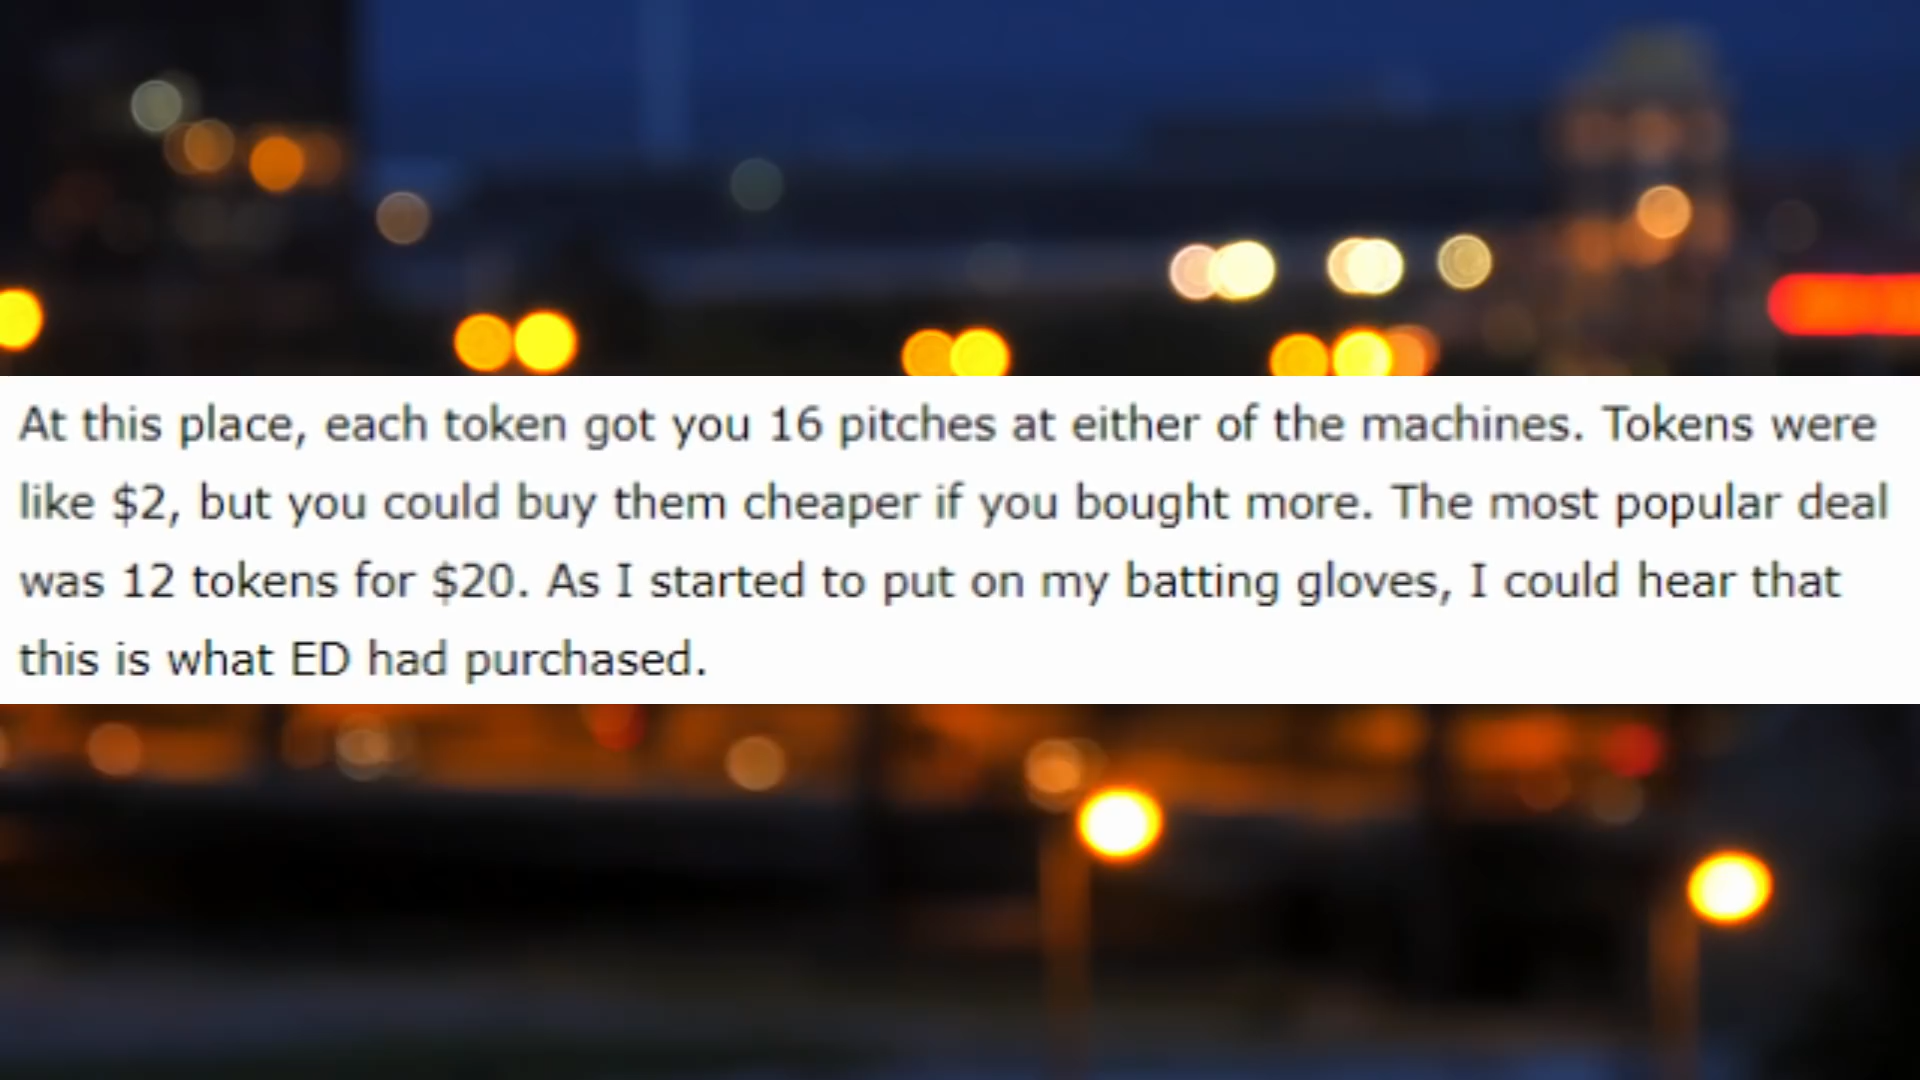 At this place, each token got you 16 pitches at either of the machines. Tokens were
like $2, but you could buy them cheaper if you bought more. The most popular deal
was 12 tokens for $20. As I started to put on my batting gloves, I could hear that
this is what ED had purchased.